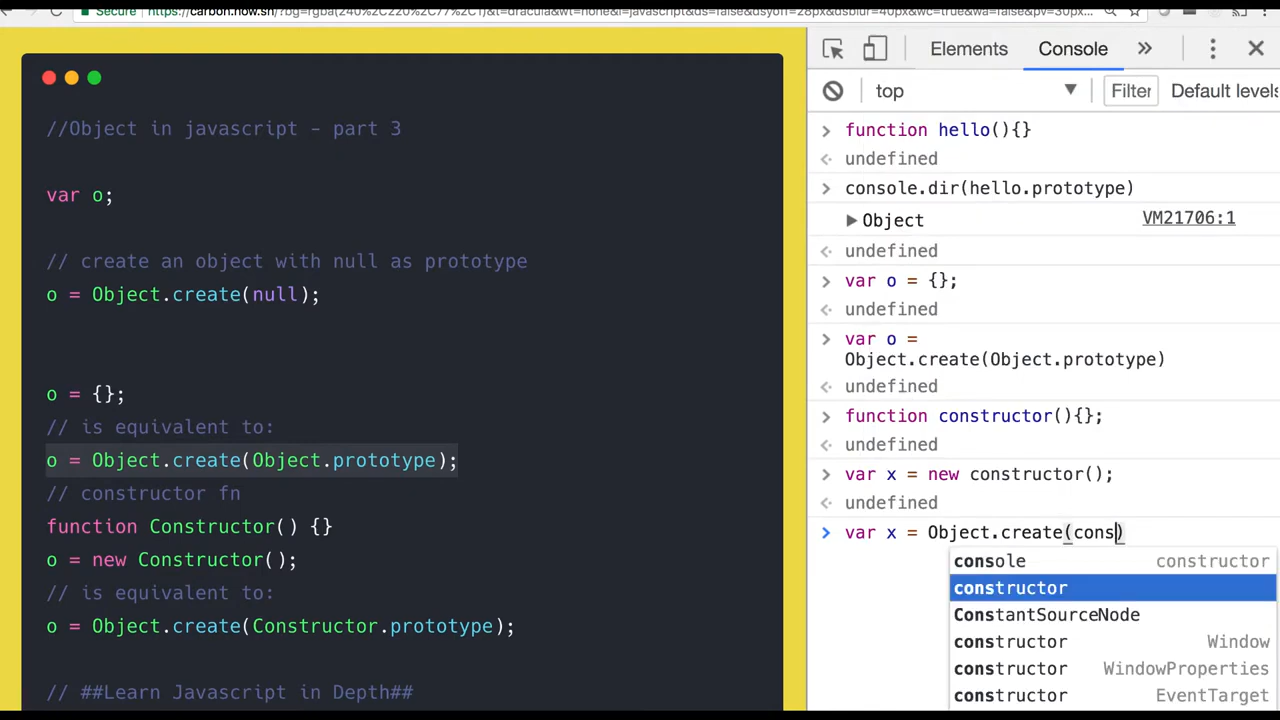 Secure https://carbon.now.sh/?bg=rgba(240%2C220%2C77%2C1)&t=dracula&wt=none&l=javascript&ds=false&dsyoff=28px&dsblur=40px&wc=true&wa=false&pv=30px...
//Object in javascript - part 3
var o;
// create an object with null as prototype
o = Object.create(null);
o = {};
// is equivalent to:
o = Object.create(Object.prototype);
// constructor fn
function Constructor() {}
o = new Constructor();
// is equivalent to:
o = Object.create(Constructor.prototype);
// ##Learn Javascript in Depth##
Elements Console
top Filter Default levels
function hello(){}
undefined
console.dir(hello.prototype)
Object VM21706:1
undefined
var o = {};
undefined
var o =
Object.create(Object.prototype)
undefined
function constructor(){};
undefined
var x = new constructor();
undefined
var x = Object.create(cons)
console constructor
constructor
ConstantSourceNode
constructor Window
constructor WindowProperties
constructor EventTarget